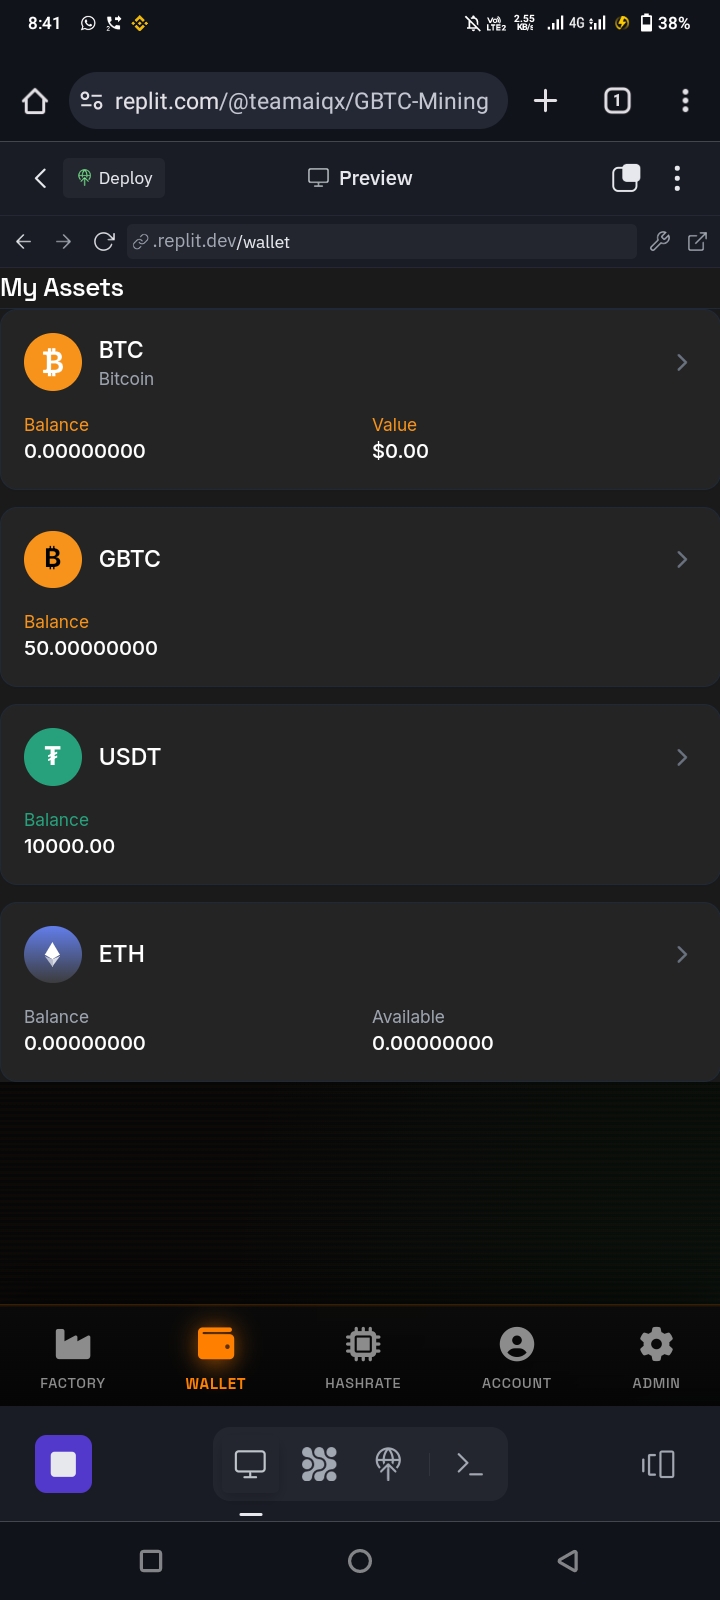 8:41
2
Vo)) LTE2
2.55 KB/s
4G
38%
replit.com/@teamaiqx/GBTC-Mining
1
Deploy
Preview
.replit.dev/wallet
My Assets
BTC
Bitcoin
Balance
Value
0.00000000
$0.00
GBTC
Balance
50.00000000
USDT
Balance
10000.00
ETH
Balance
Available
0.00000000
0.00000000
FACTORY
WALLET
HASHRATE
ACCOUNT
ADMIN